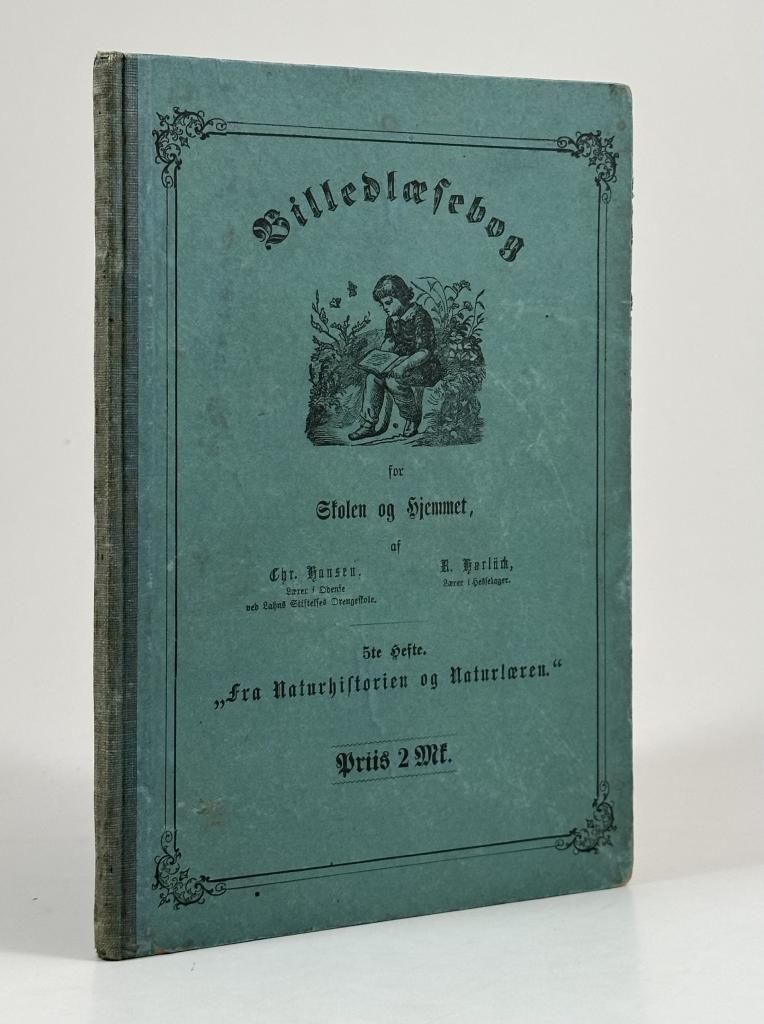 Billedlæsebog
for
Skolen og Hjemmet,
af
Chr. Hansen,
Lærer i Odense
ved Lahns Stiftelses Drengeskole.
R. Hørlück,
Lærer i Hesselager.
5te Hefte.
„Fra Naturhistorien og Naturlæren.“
Priis 2 Mk.